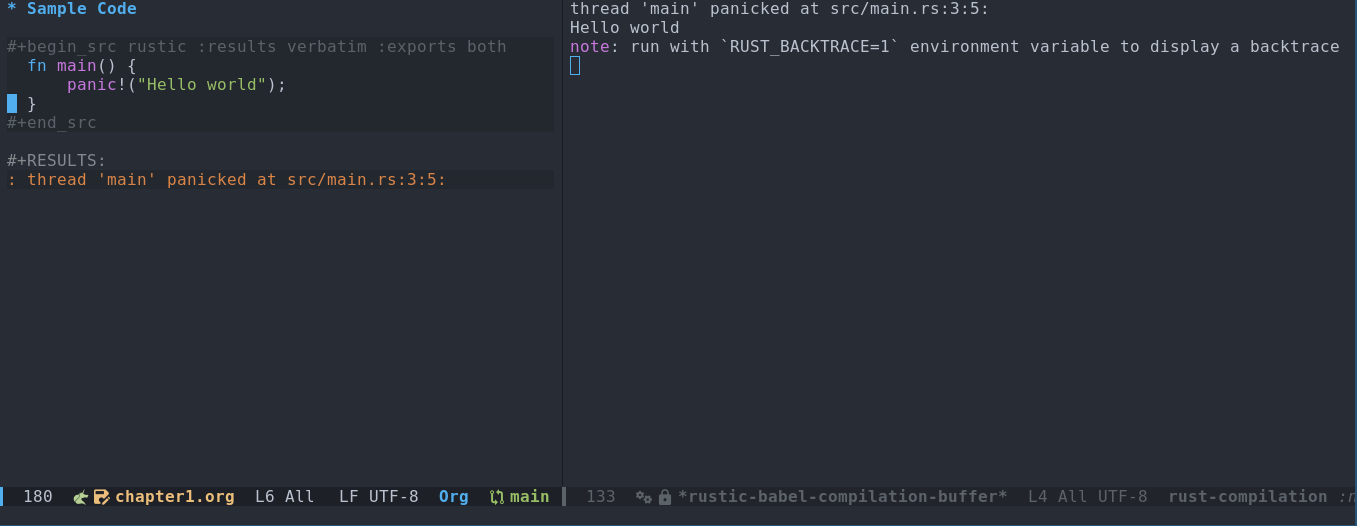 * Sample Code
#+begin_src rustic :results verbatim :exports both
fn main() {
panic!("Hello world");
}
#+end_src
#+RESULTS:
: thread 'main' panicked at src/main.rs:3:5:
180 chapter1.org L6 All LF UTF-8 Org main
thread 'main' panicked at src/main.rs:3:5:
Hello world
note: run with `RUST_BACKTRACE=1` environment variable to display a backtrace
133 *rustic-babel-compilation-buffer* L4 All UTF-8 rust-compilation